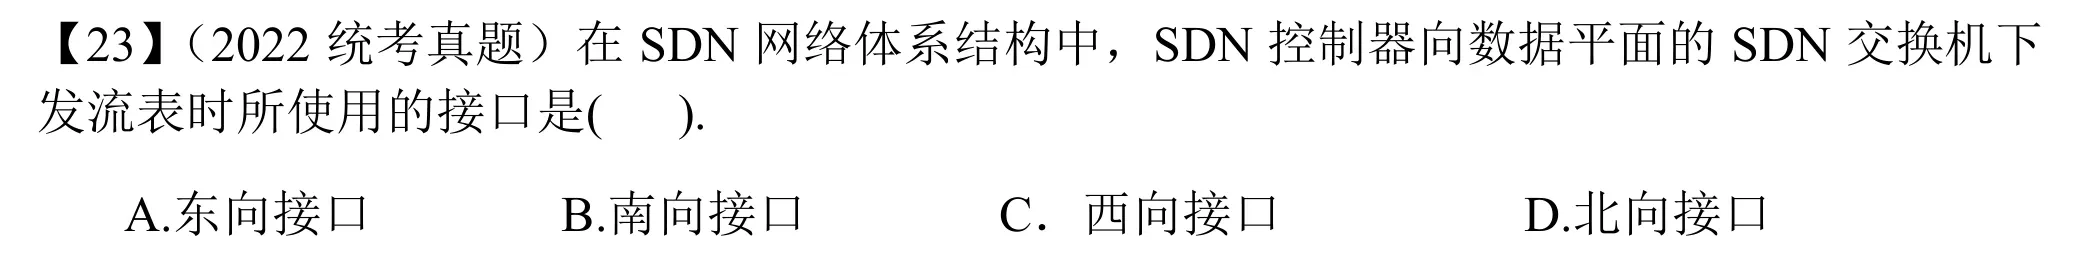 【23】（2022 统考真题）在 SDN 网络体系结构中，SDN 控制器向数据平面的 SDN 交换机下
发流表时所使用的接口是(    ).
A.东向接口    B.南向接口    C．西向接口    D.北向接口